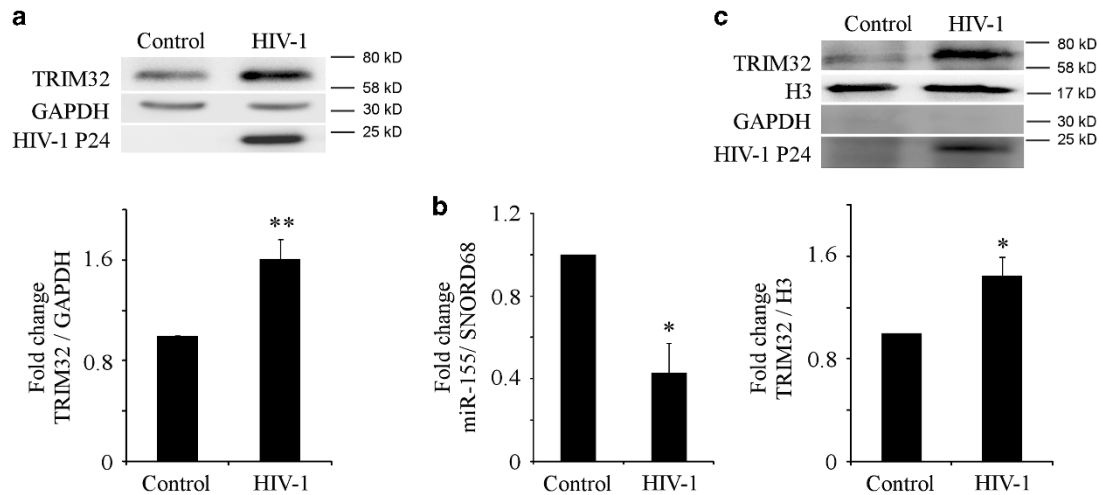 a
Control HIV-1
TRIM32
GAPDH
HIV-1 P24
80 kD
58 kD
30 kD
25 kD
Fold change
TRIM32 / GAPDH
1.6
0.8
0
**
Control HIV-1
b
Fold change
miR-155/ SNORD68
1.2
0.8
0.4
0
*
Control HIV-1
c
Control HIV-1
TRIM32
H3
GAPDH
HIV-1 P24
80 kD
58 kD
17 kD
30 kD
25 kD
Fold change
TRIM32 / H3
1.6
0.8
0
*
Control HIV-1